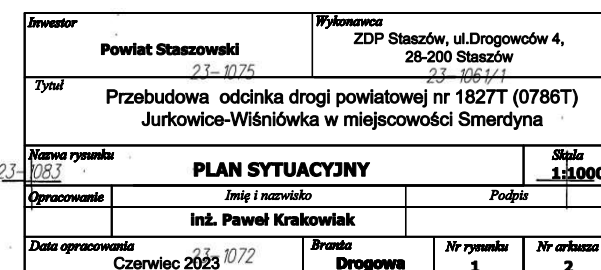 Inwestor
Powiat Staszowski
23-1075
Wykonawca
ZDP Staszów, ul.Drogowców 4,
28-200 Staszów
23-1061/1
Tytuł
Przebudowa odcinka drogi powiatowej nr 1827T (0786T)
Jurkowice-Wiśniówka w miejscowości Smerdyna
Nazwa rysunku
23-1083
PLAN SYTUACYJNY
Skala
1:1000
Opracowanie
Imię i nazwisko
Podpis
inż. Paweł Krakowiak
Data opracowania
Czerwiec 2023
23-1072
Branża
Drogowa
Nr rysunku
1
Nr arkusza
2